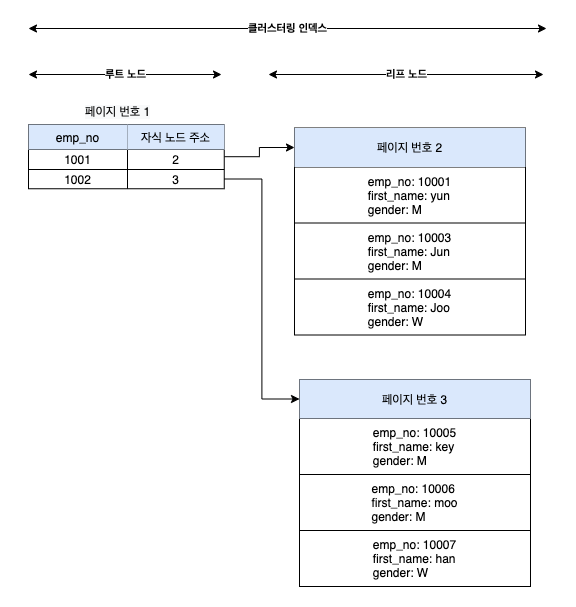 클러스터링 인덱스
루트 노드
리프 노드
페이지 번호 1
emp_no 자식 노드 주소
1001 2
1002 3
페이지 번호 2
emp_no: 10001
first_name: yun
gender: M
emp_no: 10003
first_name: Jun
gender: M
emp_no: 10004
first_name: Joo
gender: W
페이지 번호 3
emp_no: 10005
first_name: key
gender: M
emp_no: 10006
first_name: moo
gender: M
emp_no: 10007
first_name: han
gender: W